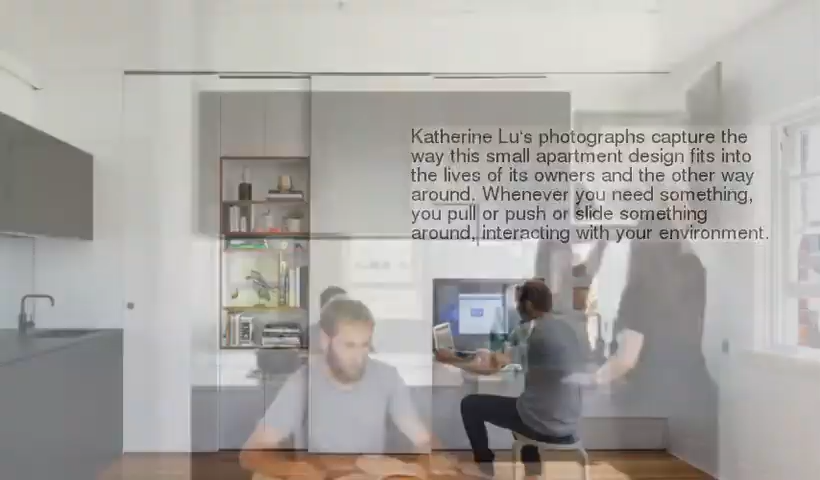 Katherine Lu's photographs capture the
way this small apartment design fits into
the lives of its owners and the other way
around. Whenever you need something,
you pull or push or slide something
around, interacting with your environment.